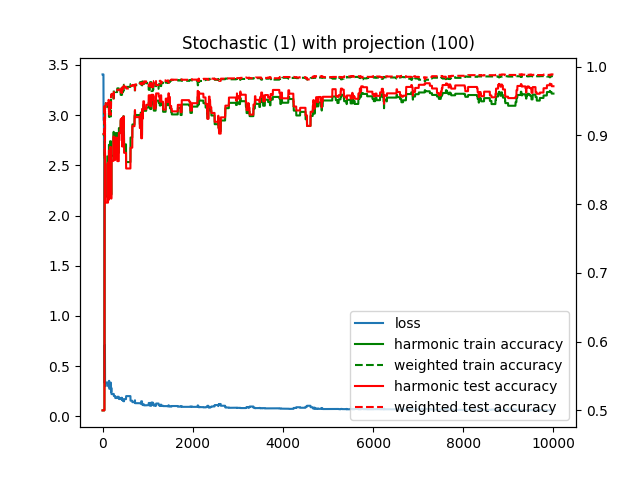 Stochastic (1) with projection (100)
3.5
3.0
2.5
2.0
1.5
1.0
0.5
0.0
1.0
0.9
0.8
0.7
0.6
0.5
loss
harmonic train accuracy
weighted train accuracy
harmonic test accuracy
weighted test accuracy
0 2000 4000 6000 8000 10000